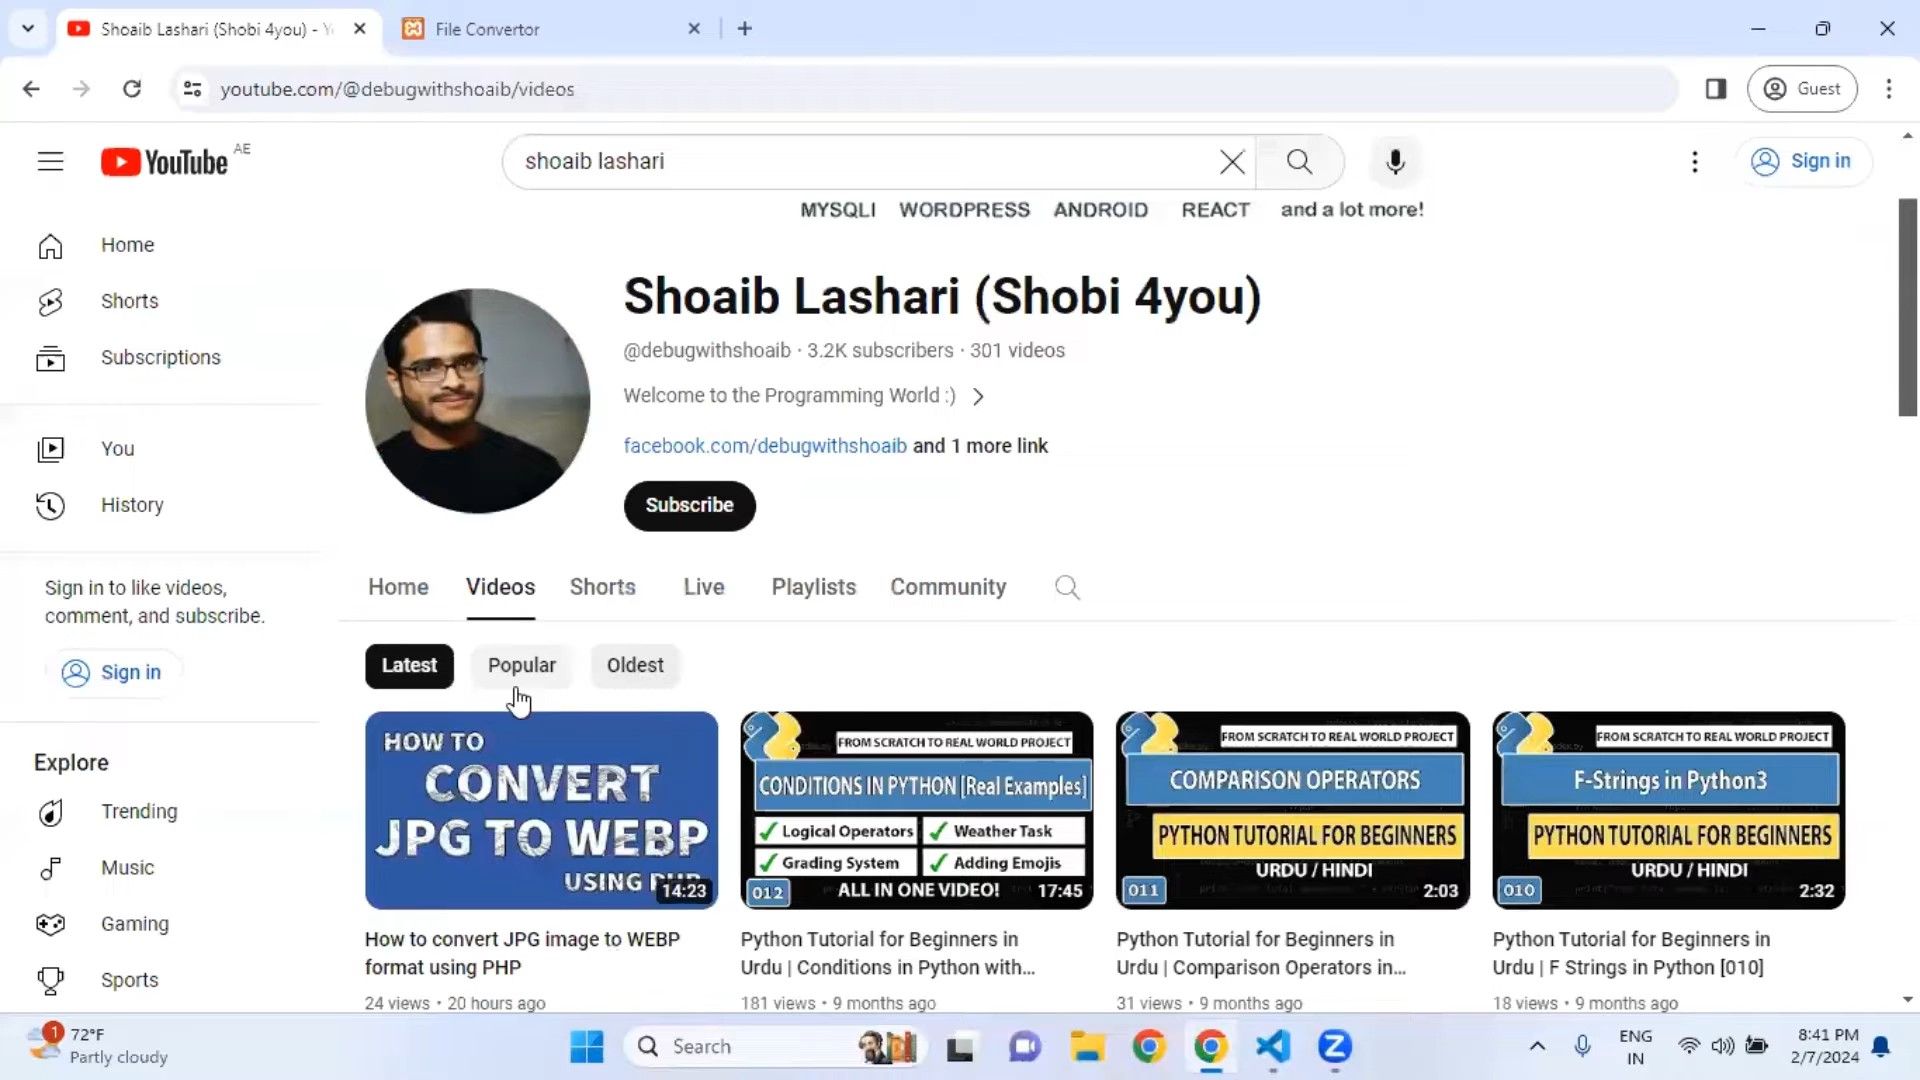 Shoaib Lashari (Shobi 4you) - Y
File Convertor
youtube.com/@debugwithshoaib/videos
Guest
YouTube AE
shoaib lashari
Sign in
MYSQLI WORDPRESS ANDROID REACT and a lot more!
Home
Shorts
Subscriptions
You
History
Sign in to like videos,
comment, and subscribe.
Sign in
Explore
Trending
Music
Gaming
Sports
Shoaib Lashari (Shobi 4you)
@debugwithshoaib · 3.2K subscribers · 301 videos
Welcome to the Programming World :)
facebook.com/debugwithshoaib and 1 more link
Subscribe
Home Videos Shorts Live Playlists Community
Latest Popular Oldest
HOW TO
CONVERT
JPG TO WEBP
USING PHP
14:23
How to convert JPG image to WEBP
format using PHP
24 views • 20 hours ago
FROM SCRATCH TO REAL WORLD PROJECT
CONDITIONS IN PYTHON [Real Examples]
Logical Operators Weather Task
Grading System Adding Emojis
012 ALL IN ONE VIDEO! 17:45
Python Tutorial for Beginners in
Urdu | Conditions in Python with...
181 views • 9 months ago
FROM SCRATCH TO REAL WORLD PROJECT
COMPARISON OPERATORS
PYTHON TUTORIAL FOR BEGINNERS
URDU / HINDI
011 2:03
Python Tutorial for Beginners in
Urdu | Comparison Operators in...
31 views • 9 months ago
FROM SCRATCH TO REAL WORLD PROJECT
F-Strings in Python3
PYTHON TUTORIAL FOR BEGINNERS
URDU / HINDI
010 2:32
Python Tutorial for Beginners in
Urdu | F Strings in Python [010]
18 views • 9 months ago
1
72°F
Partly cloudy
Search
ENG
IN
8:41 PM
2/7/2024